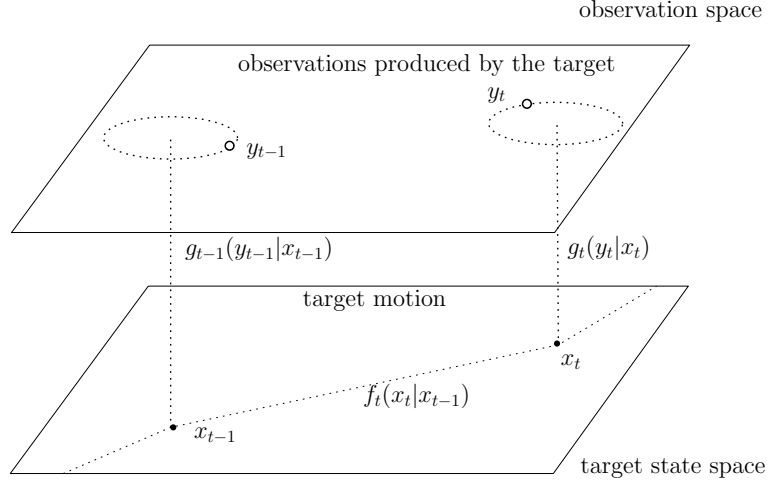 observation space
observations produced by the target
y_t
y_{t−1}
g_{t−1}(y_{t−1}|x_{t−1})
g_t(y_t|x_t)
target motion
x_t
f_t(x_t|x_{t−1})
x_{t−1}
target state space